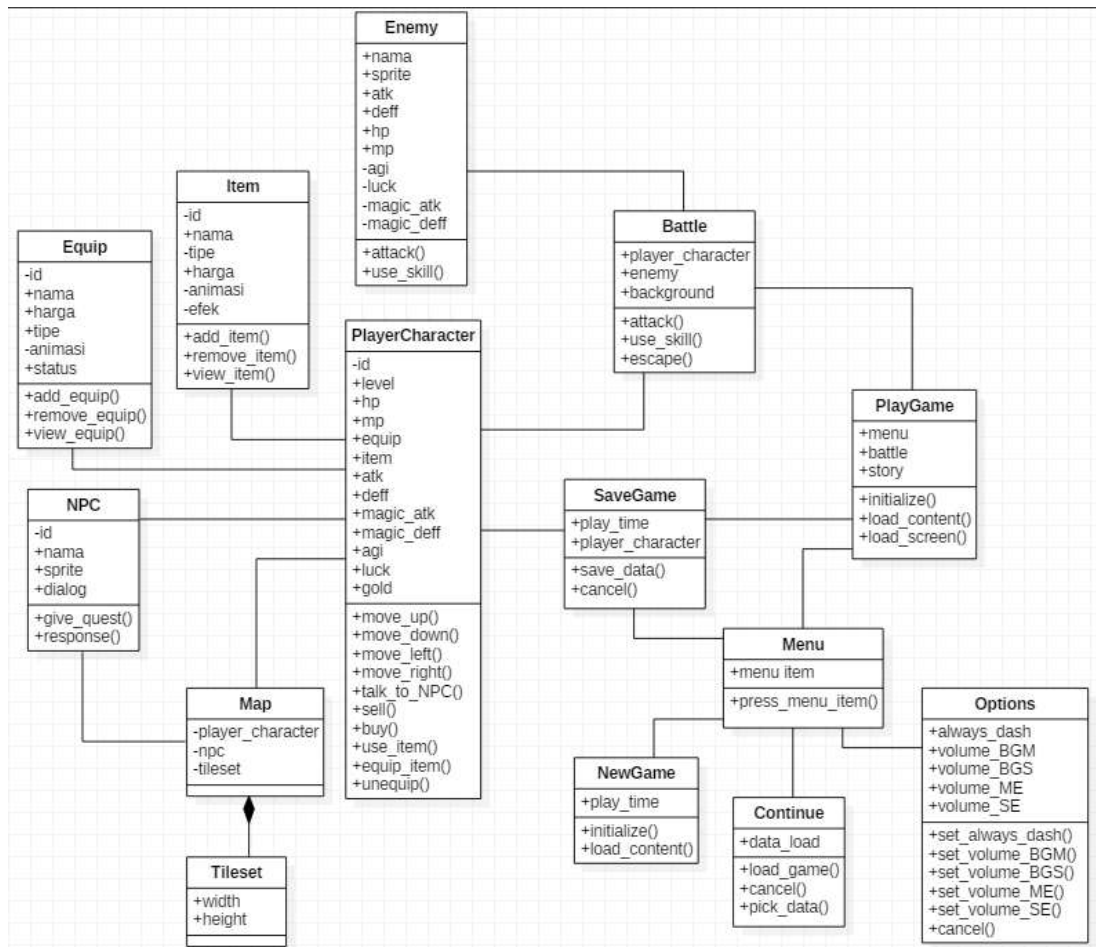 Enemy
+nama
+sprite
+atk
+deff
+hp
+mp
-agi
-luck
-magic_atk
-magic_deff
+attack()
+use_skill()
Item
-id
+nama
-tipe
+harga
-animasi
-efek
+add_item()
+remove_item()
+view_item()
Equip
-id
+nama
+harga
+tipe
-animasi
+status
+add_equip()
+remove_equip()
+view_equip()
Battle
+player_character
+enemy
+background
+attack()
+use_skill()
+escape()
PlayerCharacter
-id
+level
+hp
+mp
+equip
+item
+atk
+deff
+magic_atk
+magic_deff
+agi
+luck
+gold
+move_up()
+move_down()
+move_left()
+move_right()
+talk_to_NPC()
+sell()
+buy()
+use_item()
+equip_item()
+unequip()
PlayGame
+menu
+battle
+story
+initialize()
+load_content()
+load_screen()
NPC
-id
+nama
+sprite
+dialog
+give_quest()
+response()
SaveGame
+play_time
+player_character
+save_data()
+cancel()
Menu
+menu item
+press_menu_item()
Map
-player_character
-npc
-tileset
Options
+always_dash
+volume_BGM
+volume_BGS
+volume_ME
+volume_SE
+set_always_dash()
+set_volume_BGM()
+set_volume_BGS()
+set_volume_ME()
+set_volume_SE()
+cancel()
NewGame
+play_time
+initialize()
+load_content()
Continue
+data_load
+load_game()
+cancel()
+pick_data()
Tileset
+width
+height